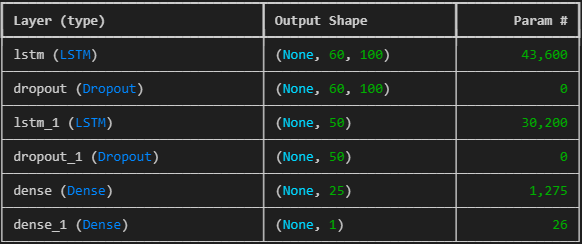 Layer (type) Output Shape Param #
lstm (LSTM) (None, 60, 100) 43,600
dropout (Dropout) (None, 60, 100) 0
lstm_1 (LSTM) (None, 50) 30,200
dropout_1 (Dropout) (None, 50) 0
dense (Dense) (None, 25) 1,275
dense_1 (Dense) (None, 1) 26